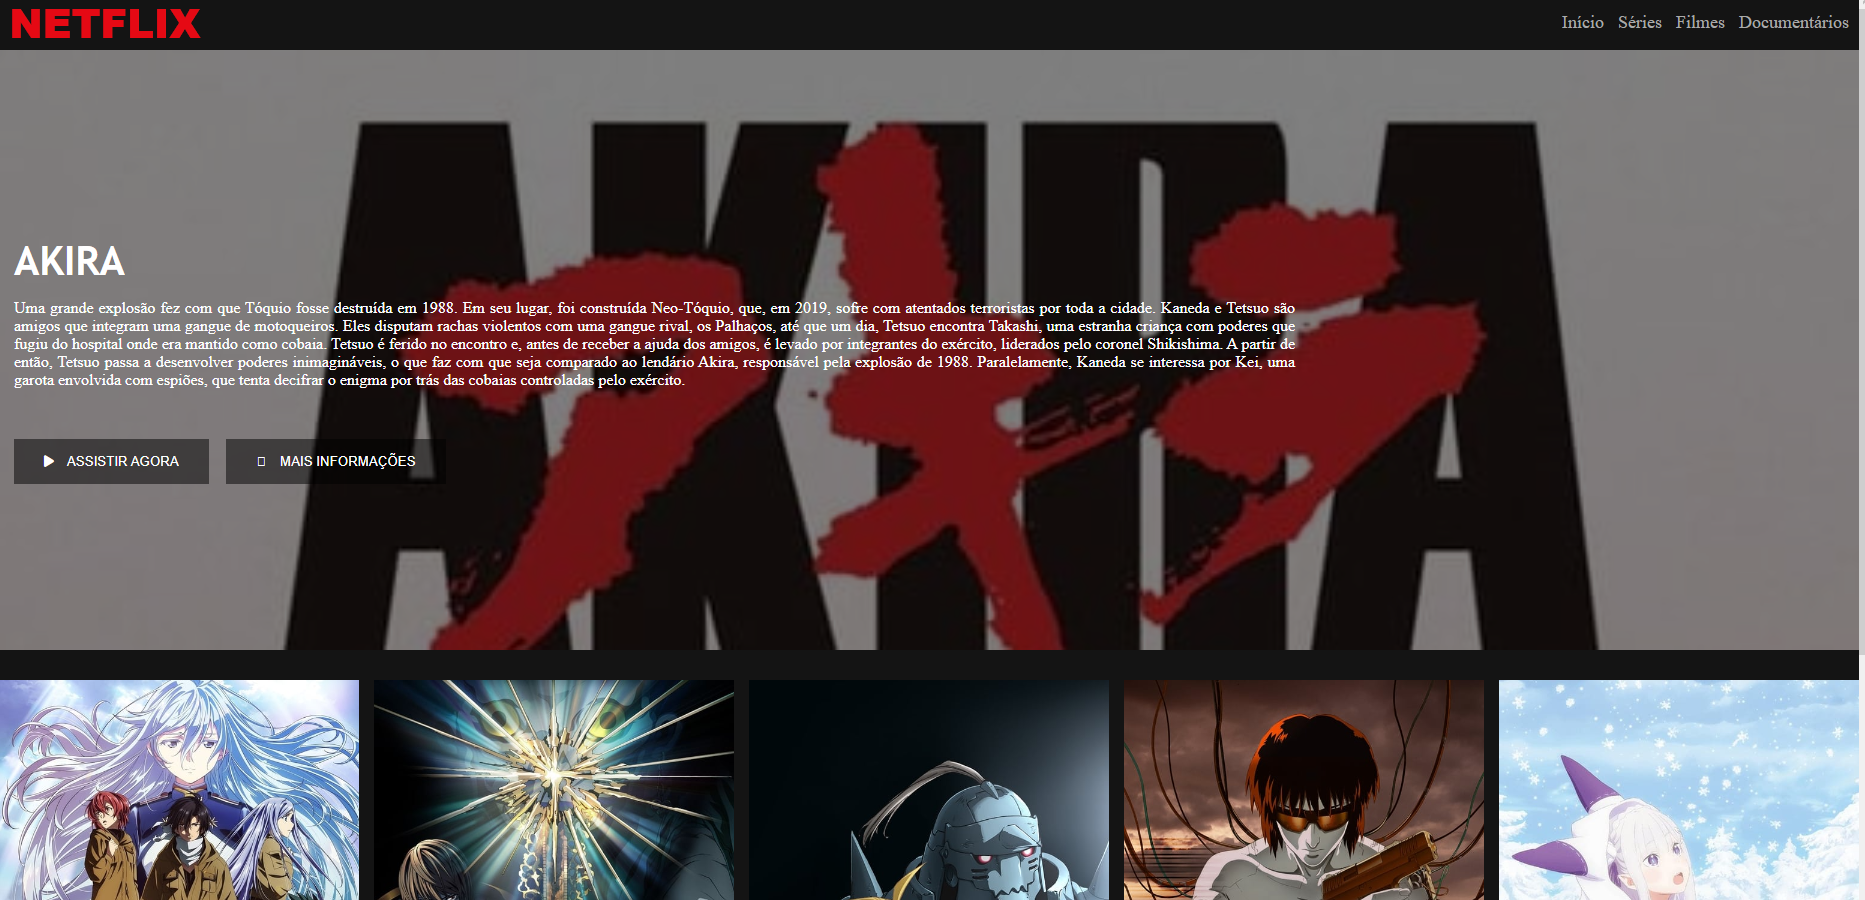 NETFLIX
Início Séries Filmes Documentários
AKIRA
アキラ
AKIRA
Uma grande explosão fez com que Tóquio fosse destruída em 1988. Em seu lugar, foi construída Neo-Tóquio, que, em 2019, sofre com atentados terroristas por toda a cidade. Kaneda e Tetsuo são
amigos que integram uma gangue de motoqueiros. Eles disputam rachas violentos com uma gangue rival, os Palhaços, até que um dia, Tetsuo encontra Takashi, uma estranha criança com poderes que
fugiu do hospital onde era mantido como cobaia. Tetsuo é ferido no encontro e, antes de receber a ajuda dos amigos, é levado por integrantes do exército, liderados pelo coronel Shikishima. A partir de
então, Tetsuo passa a desenvolver poderes inimagináveis, o que faz com que seja comparado ao lendário Akira, responsável pela explosão de 1988. Paralelamente, Kaneda se interessa por Kei, uma
garota envolvida com espiões, que tenta decifrar o enigma por trás das cobaias controladas pelo exército.
ASSISTIR AGORA
MAIS INFORMAÇÕES